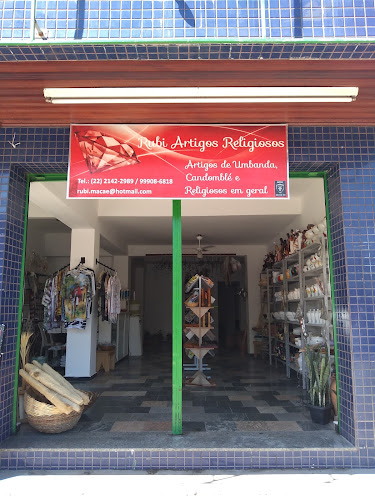 Rubi Artigos Religiosos
Artigos de Umbanda,
Candomblé e
Religiosos em geral
Tel.: (22) 2142-2989 / 99908-6818
rubi.macae@hotmail.com